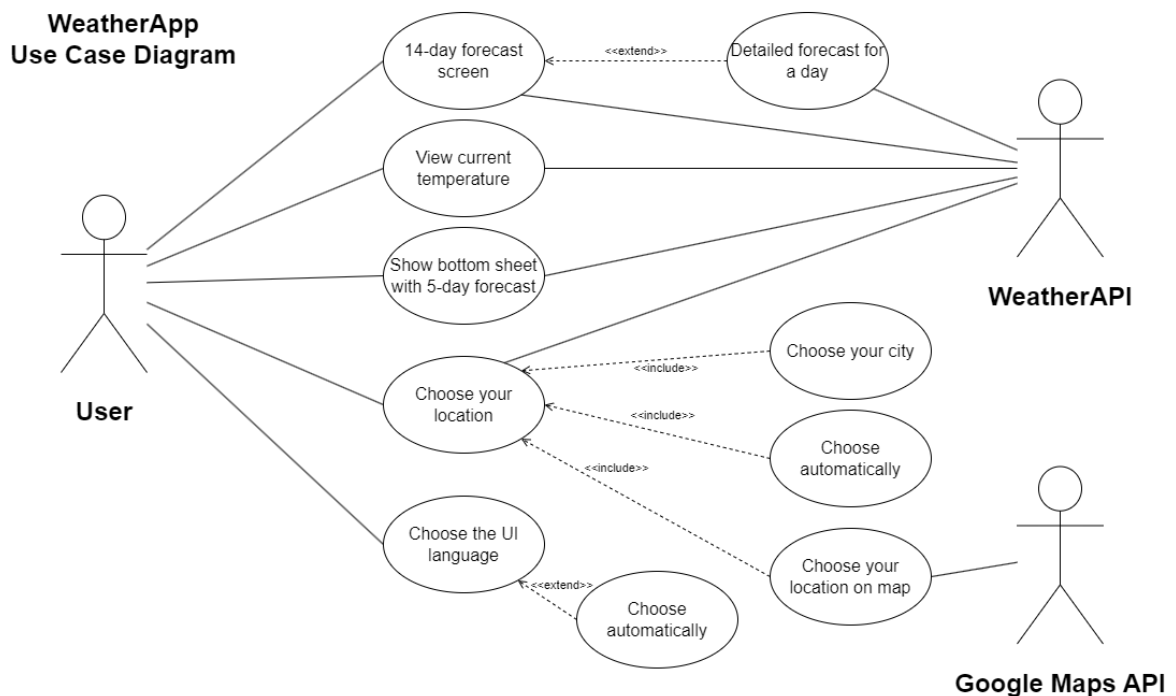 WeatherApp
Use Case Diagram
14-day forecast
screen
<<extend>>
Detailed forecast for
a day
View current
temperature
Show bottom sheet
with 5-day forecast
WeatherAPI
Choose your city
<<include>>
Choose your
location
User
<<include>>
Choose
automatically
<<include>>
Choose the UI
language
Choose your
location on map
<<extend>>
Choose
automatically
Google Maps API